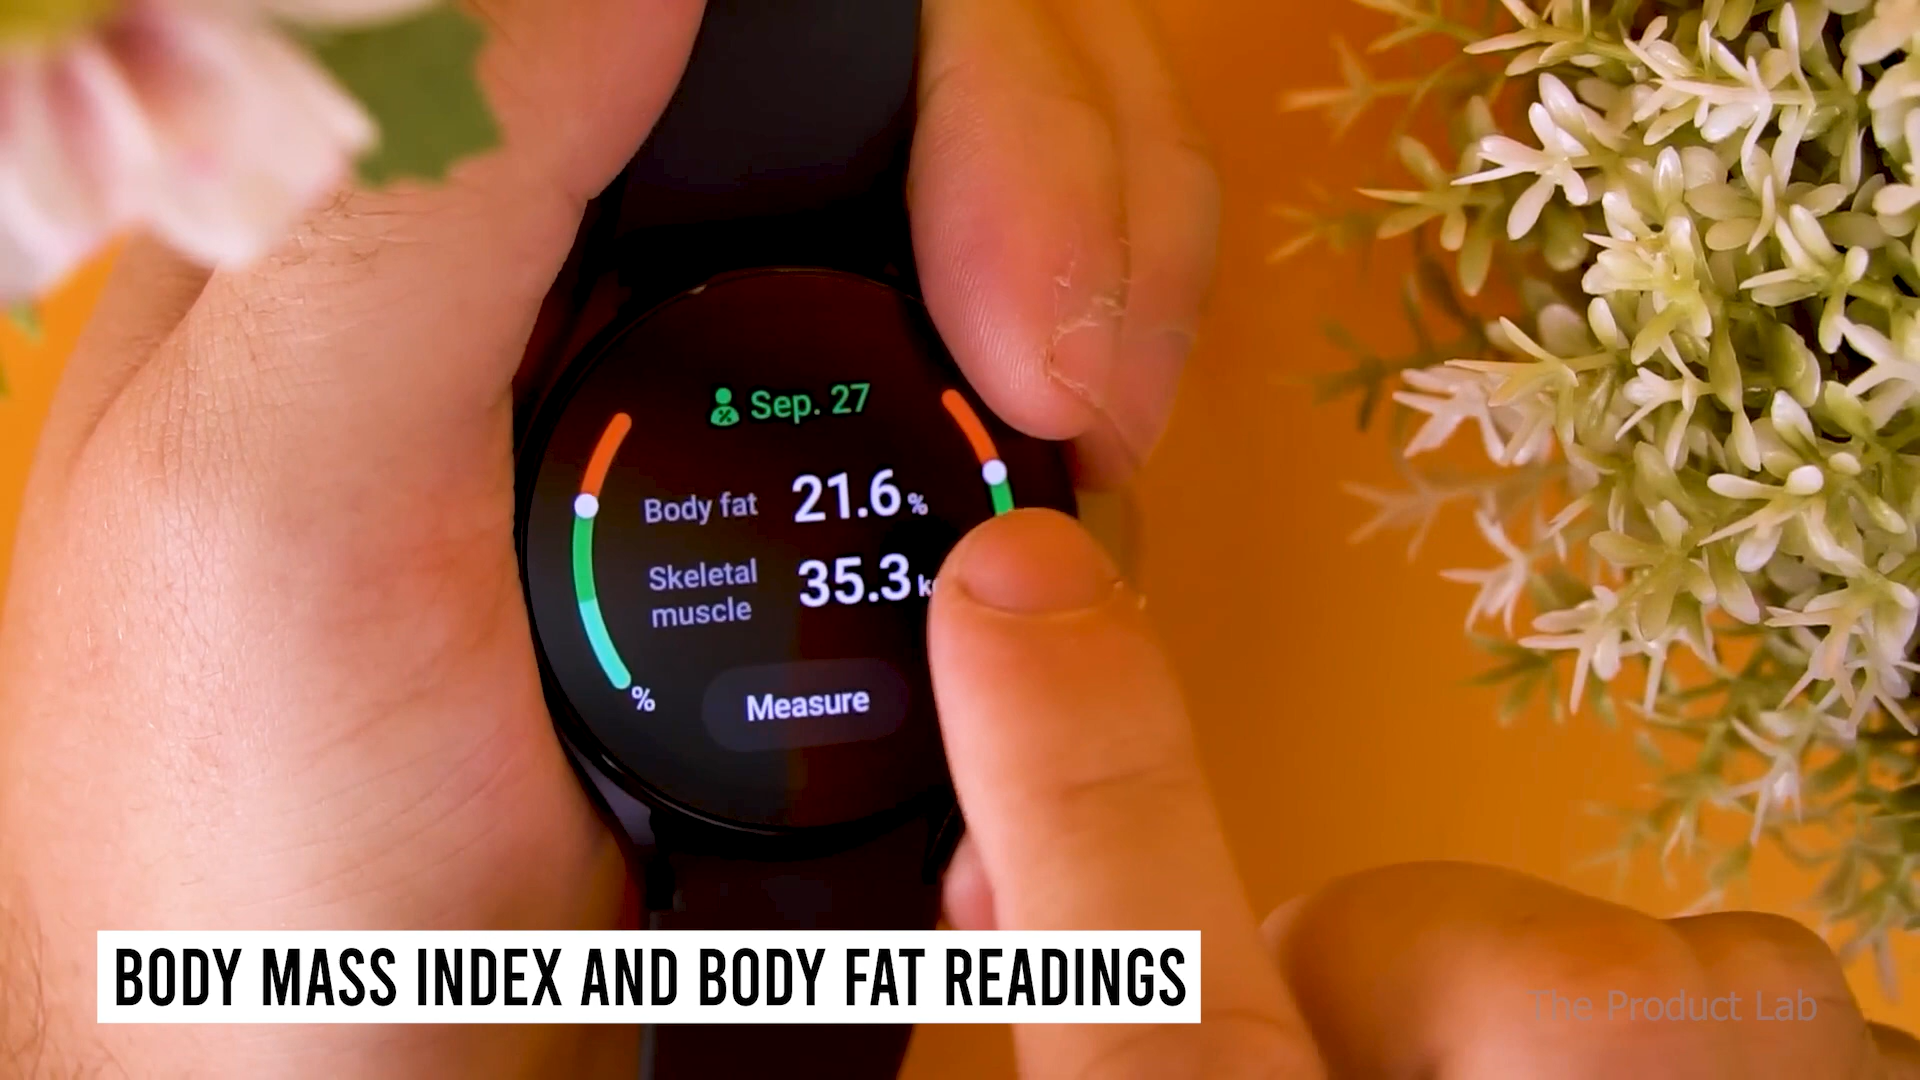 Sep. 27
Body fat 21.6%
Skeletal
muscle 35.3 k
%
Measure
BODY MASS INDEX AND BODY FAT READINGS
The Product Lab